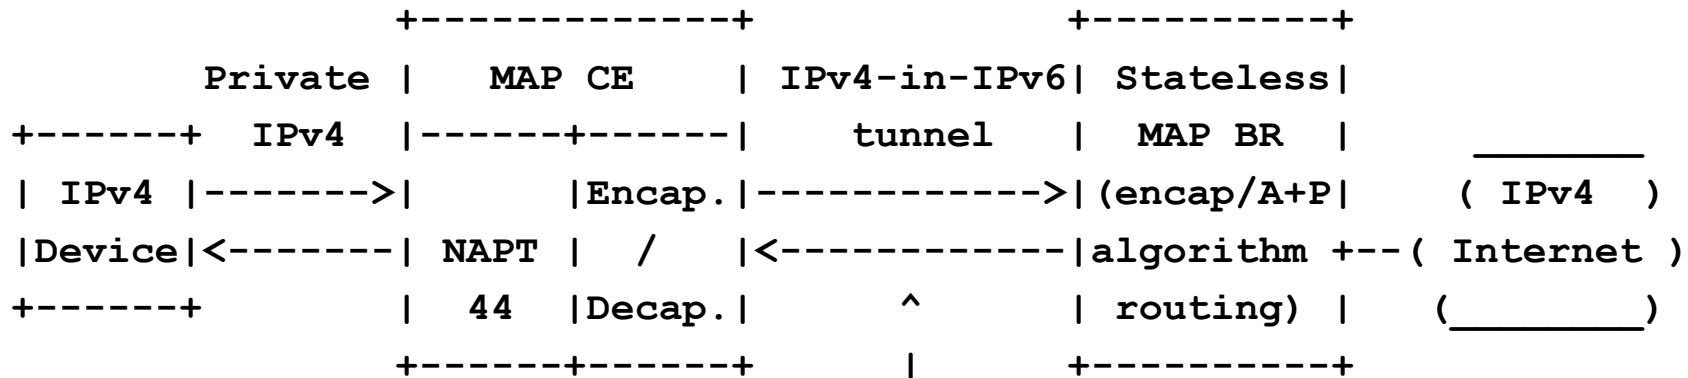 +-------------+             +----------+
     Private |   MAP CE    | IPv4-in-IPv6| Stateless|
+------+ IPv4  |------+------|    tunnel   |  MAP BR  |     ________
| IPv4 |------->|      |Encap.|------------>|(encap/A+P|    ( IPv4   )
|Device|<-------| NAPT |  /   |<------------|algorithm +--( Internet )
+------+        |  44  |Decap.|      ^      | routing) |   (________)
                +------+------+      |      +----------+